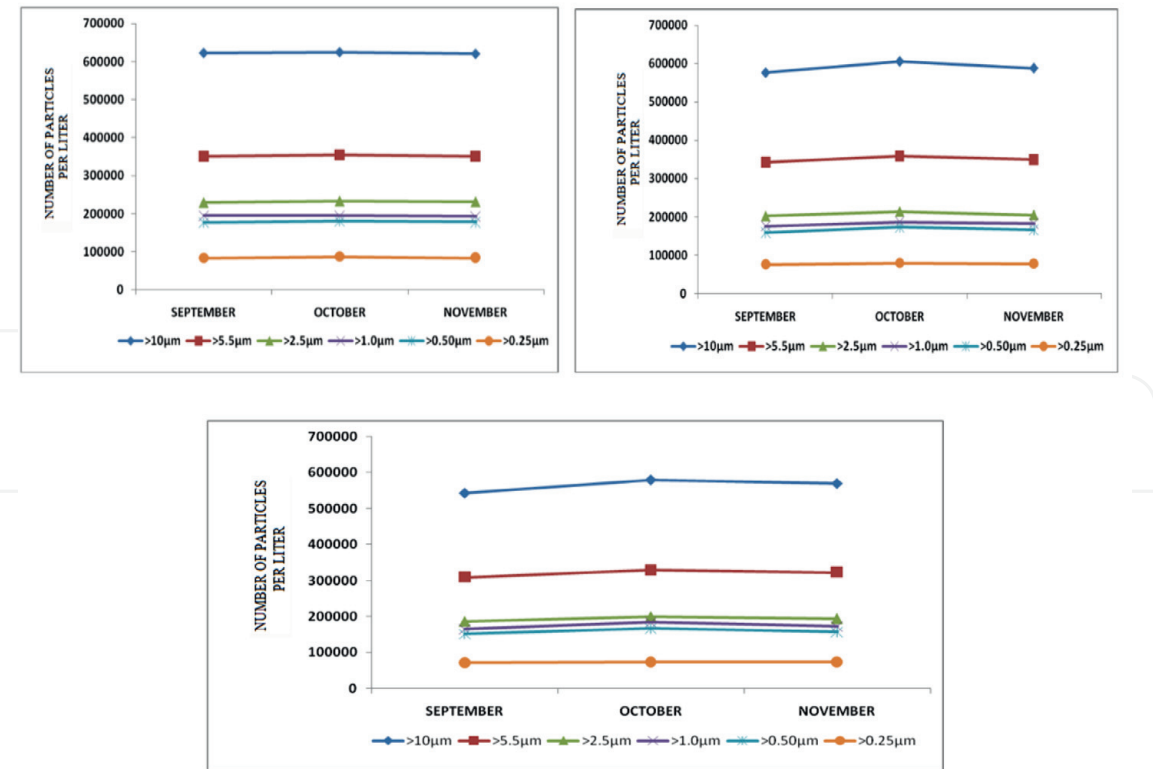 700000
600000
500000
400000
300000
200000
100000
0
NUMBER OF PARTICLES
PER LITER
SEPTEMBER OCTOBER NOVEMBER
>10µm >5.5µm >2.5µm >1.0µm >0.50µm >0.25µm
700000
600000
500000
400000
300000
200000
100000
0
NUMBER OF PARTICLES
PER LITER
SEPTEMBER OCTOBER NOVEMBER
>10µm >5.5µm >2.5µm >1.0µm >0.50µm >0.25µm
700000
600000
500000
400000
300000
200000
100000
0
NUMBER OF PARTICLES
PER LITER
SEPTEMBER OCTOBER NOVEMBER
>10µm >5.5µm >2.5µm >1.0µm >0.50µm >0.25µm